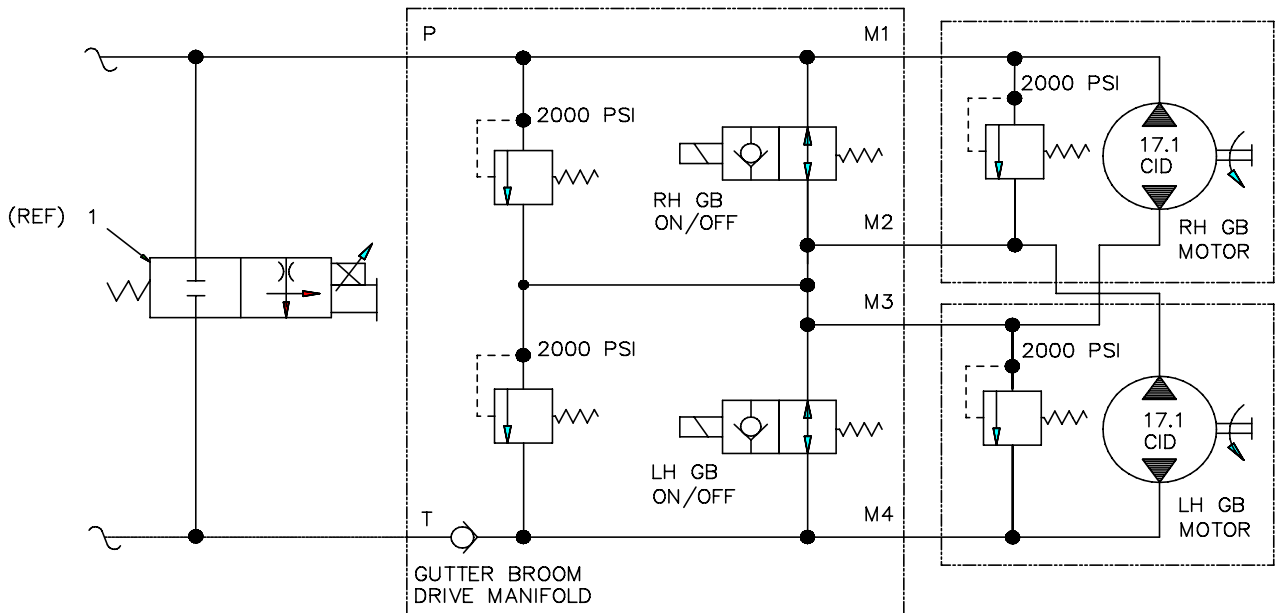 P
M1
2000 PSI
2000 PSI
17.1
CID
RH GB
ON/OFF
(REF) 1
M2
RH GB
MOTOR
M3
2000 PSI
2000 PSI
17.1
CID
LH GB
ON/OFF
T
M4
LH GB
MOTOR
GUTTER BROOM
DRIVE MANIFOLD